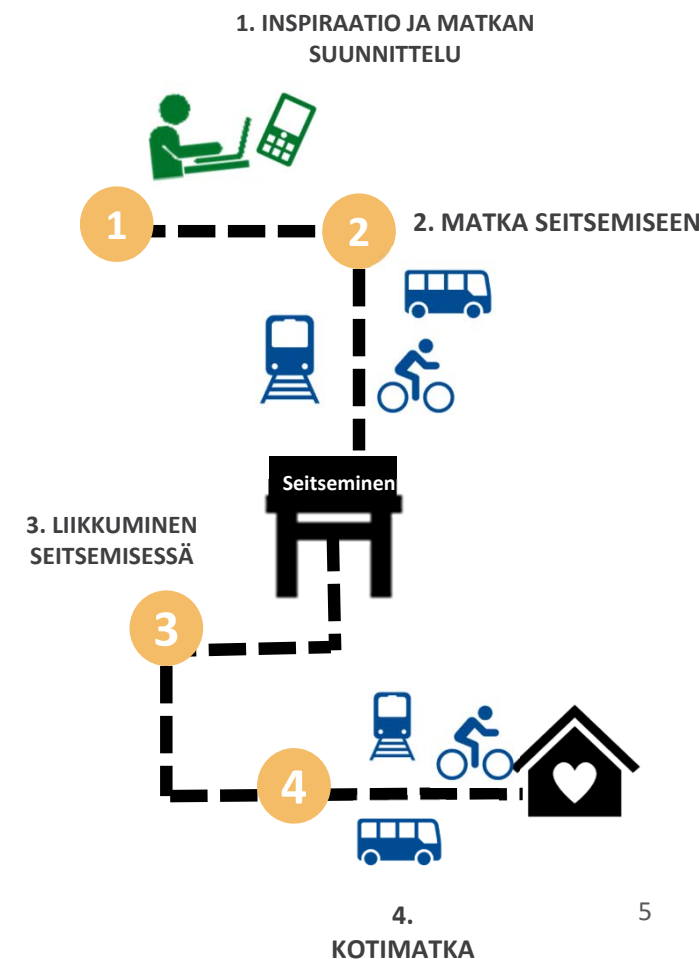 1. INSPIRAATIO JA MATKAN
SUUNNITTELU
1
2
2. MATKA SEITSEMISEEN
Seitseminen
3. LIIKKUMINEN
SEITSEMISESSÄ
3
4
4.
KOTIMATKA
5